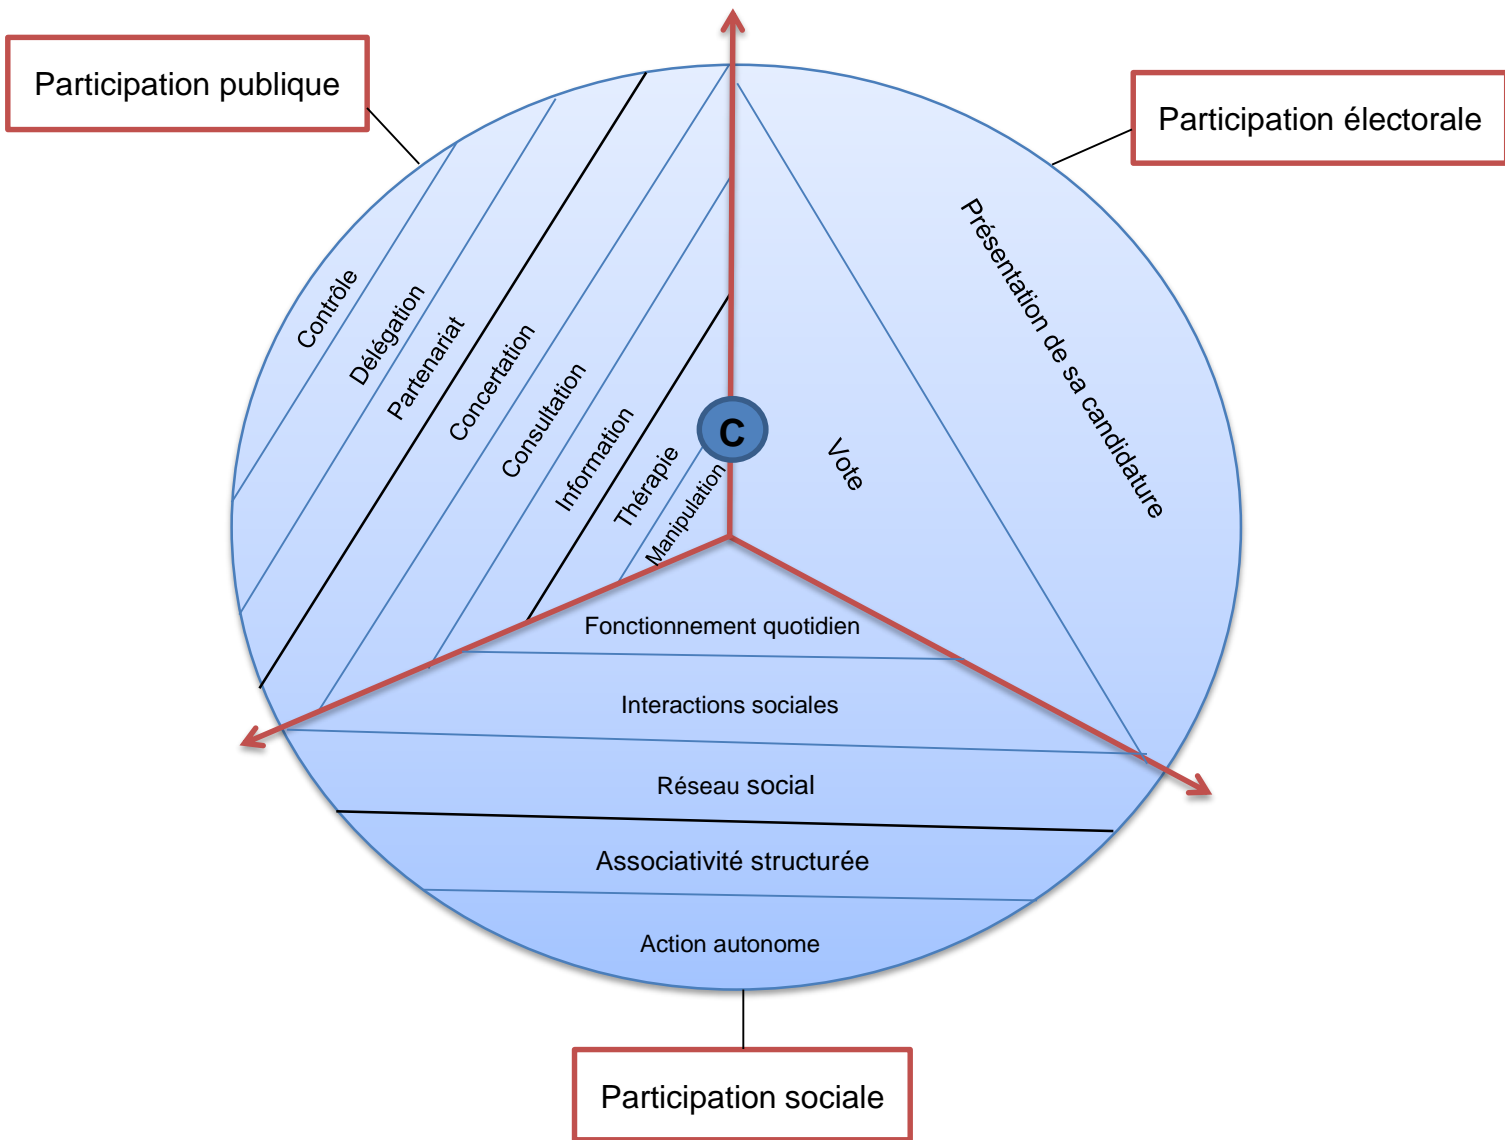 Participation publique
Participation électorale
Contrôle
Délégation
Partenariat
Concertation
Consultation
Information
Thérapie
Manipulation
C
Vote
Présentation de sa candidature
Fonctionnement quotidien
Interactions sociales
Réseau social
Associativité structurée
Action autonome
Participation sociale